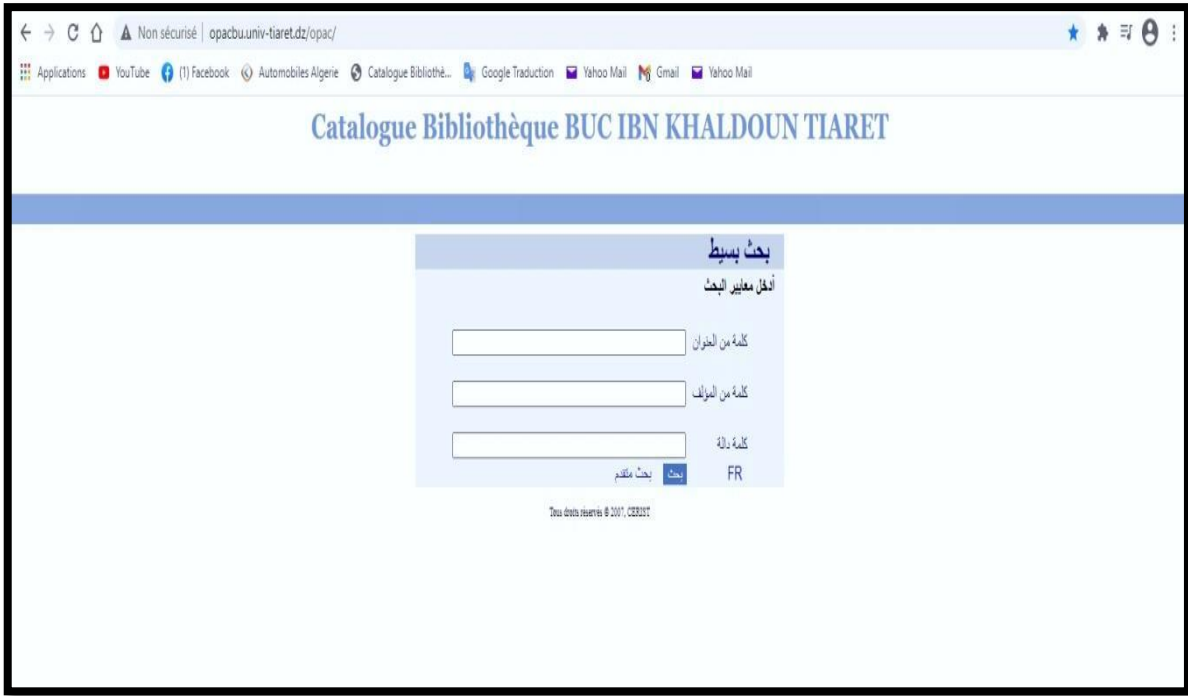 Non sécurisé | opacbu.univ-tiaret.dz/opac/
Applications YouTube (1) Facebook Automobiles Algerie Catalogue Bibliothè... Google Traduction Yahoo Mail Gmail Yahoo Mail
Catalogue Bibliothèque BUC IBN KHALDOUN TIARET
بحث بسيط
أدخل معايير البحث
كلمة من العنوان
كلمة من المؤلف
كلمة دالة
FR بحث بحث متقدم
Tous droits réservés © 2007, CERIST